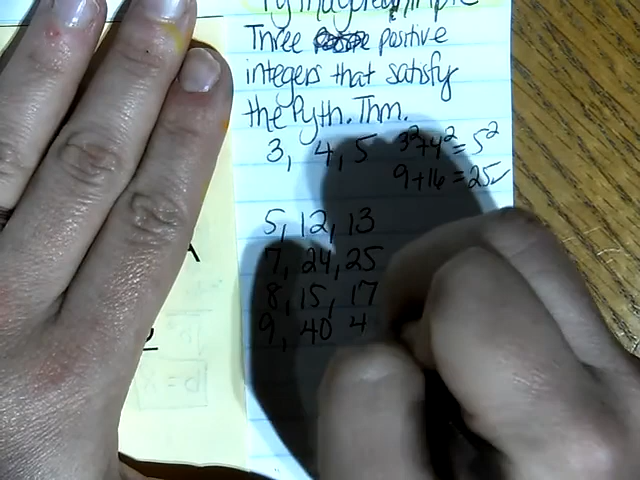 Three positive
integers that satisfy
the Pyth. Thm.
3, 4, 5 3²+4²=5²
9+16=25✓
5, 12, 13
7, 24, 25
8, 15, 17
9, 40 4